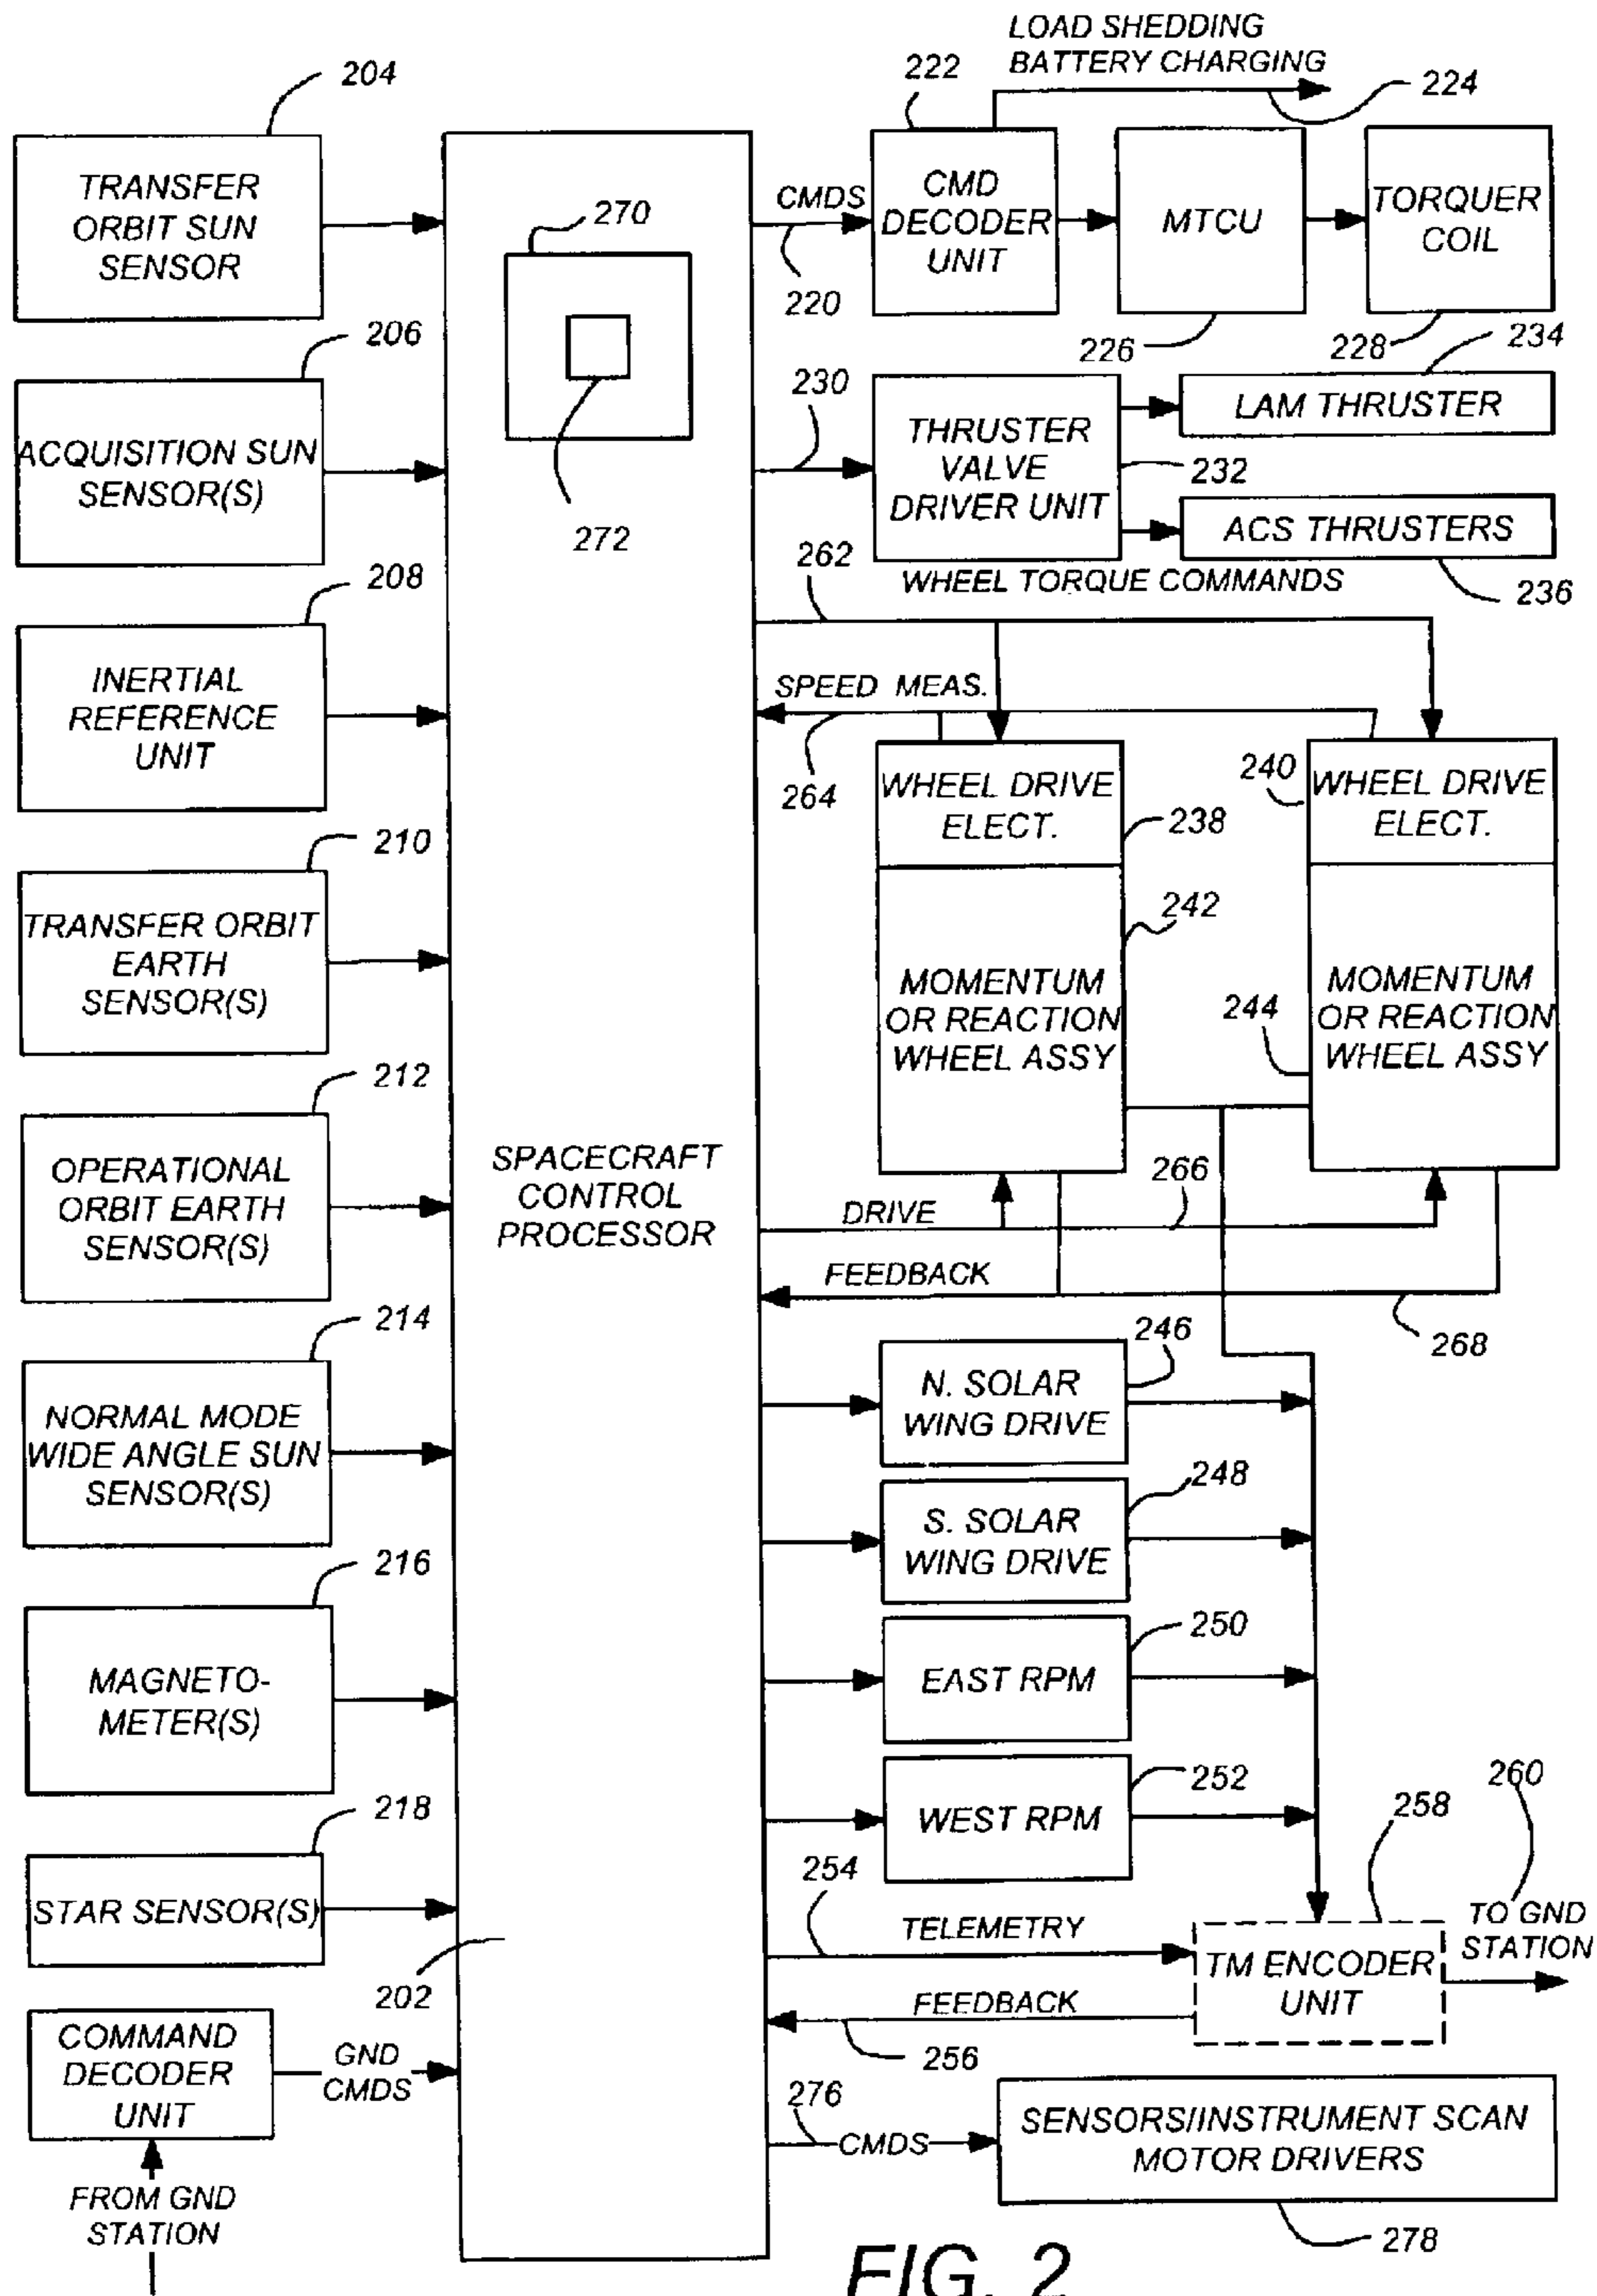 LOAD SHEDDING
BATTERY CHARGING
204
222
224
TRANSFER
ORBIT SUN
SENSOR
270
272
CMDS
220
CMD
DECODER
UNIT
MTCU
226
TORQUER
COIL
228
206
ACQUISITION SUN
SENSOR(S)
230
THRUSTER
VALVE
DRIVER UNIT
232
234
LAM THRUSTER
ACS THRUSTERS
236
208
INERTIAL
REFERENCE
UNIT
262
WHEEL TORQUE COMMANDS
SPEED MEAS.
264
WHEEL DRIVE
ELECT.
238
240
WHEEL DRIVE
ELECT.
210
TRANSFER ORBIT
EARTH
SENSOR(S)
242
MOMENTUM
OR REACTION
WHEEL ASSY
244
MOMENTUM
OR REACTION
WHEEL ASSY
212
OPERATIONAL
ORBIT EARTH
SENSOR(S)
SPACECRAFT
CONTROL
PROCESSOR
DRIVE
266
FEEDBACK
268
214
NORMAL MODE
WIDE ANGLE SUN
SENSOR(S)
246
N. SOLAR
WING DRIVE
248
S. SOLAR
WING DRIVE
216
MAGNETO-
METER(S)
250
EAST RPM
252
WEST RPM
218
STAR SENSOR(S)
202
254
TELEMETRY
258
260
TO GND
STATION
TM ENCODER
UNIT
FEEDBACK
256
COMMAND
DECODER
UNIT
GND
CMDS
FROM GND
STATION
276
CMDS
SENSORS/INSTRUMENT SCAN
MOTOR DRIVERS
278
FIG. 2